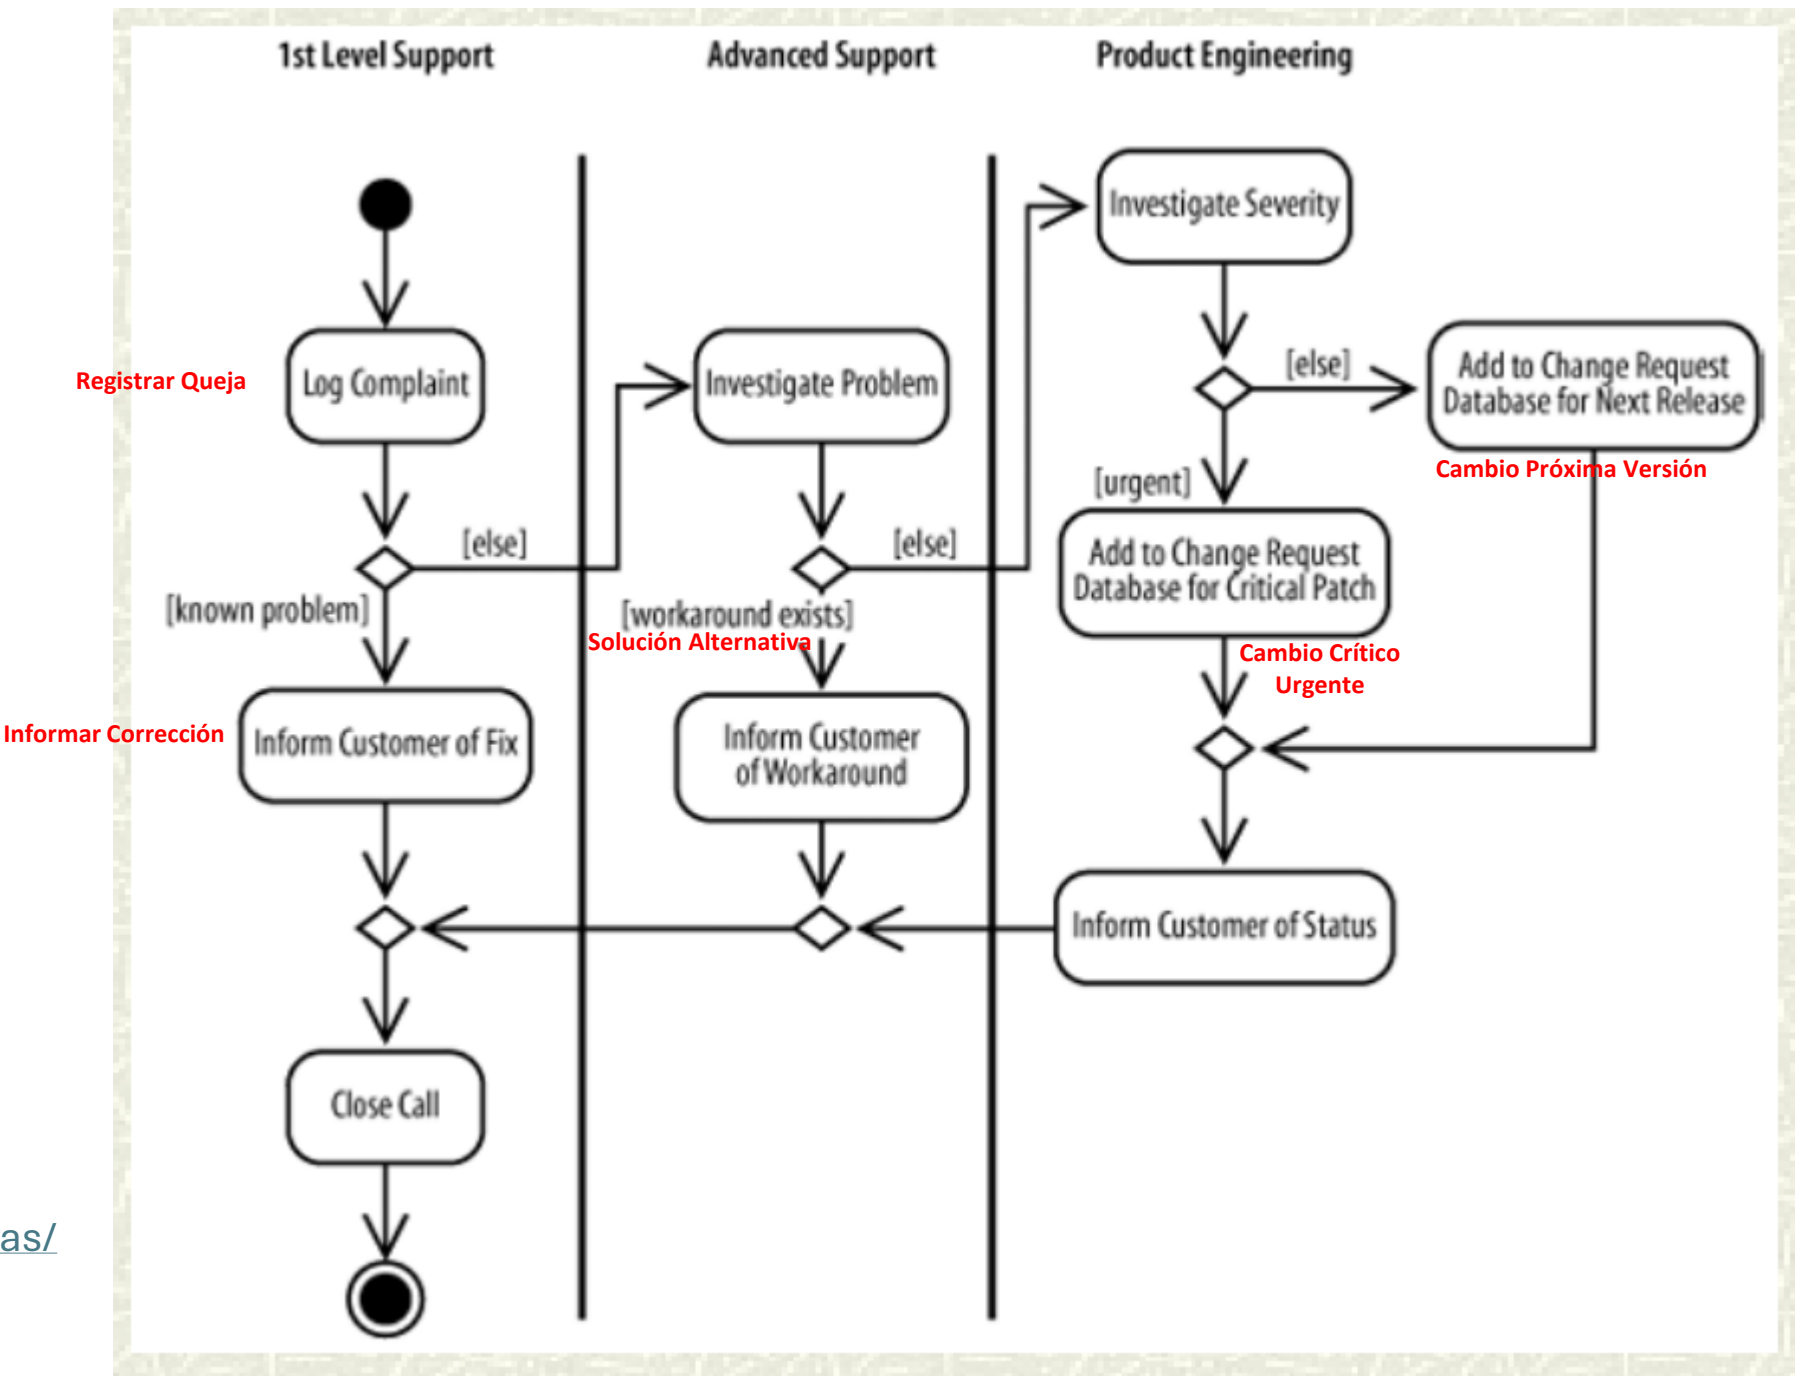 1st Level Support
Advanced Support
Product Engineering
Investigate Severity
Log Complaint
Registrar Queja
Investigate Problem
[else]
Add to Change Request
Database for Next Release
Cambio Próxima Versión
[urgent]
[else]
[else]
Add to Change Request
Database for Critical Patch
[known problem]
[workaround exists]
Solución Alternativa
Cambio Crítico
Urgente
Informar Corrección
Inform Customer of Fix
Inform Customer
of Workaround
Inform Customer of Status
Close Call
as/